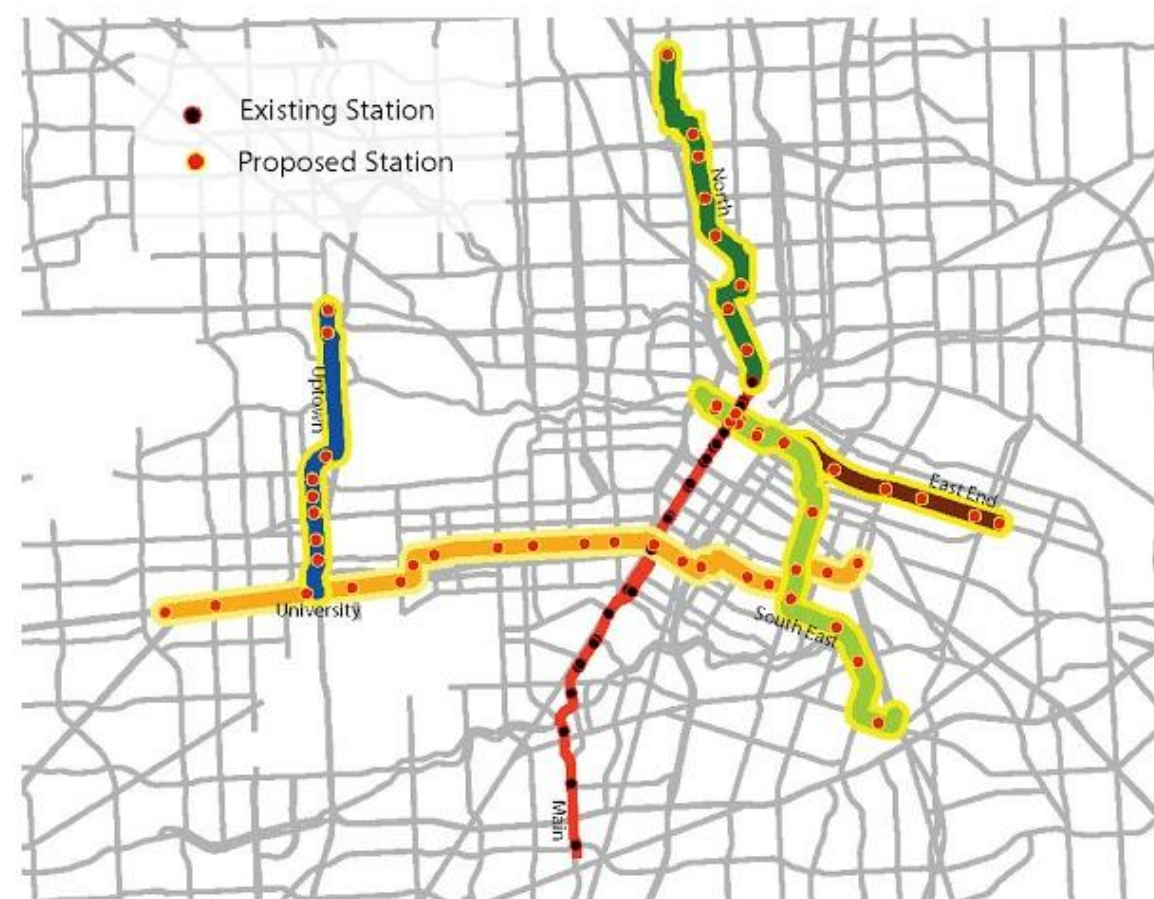 Existing Station
Proposed Station
North
Uptown
East End
University
South East
Main